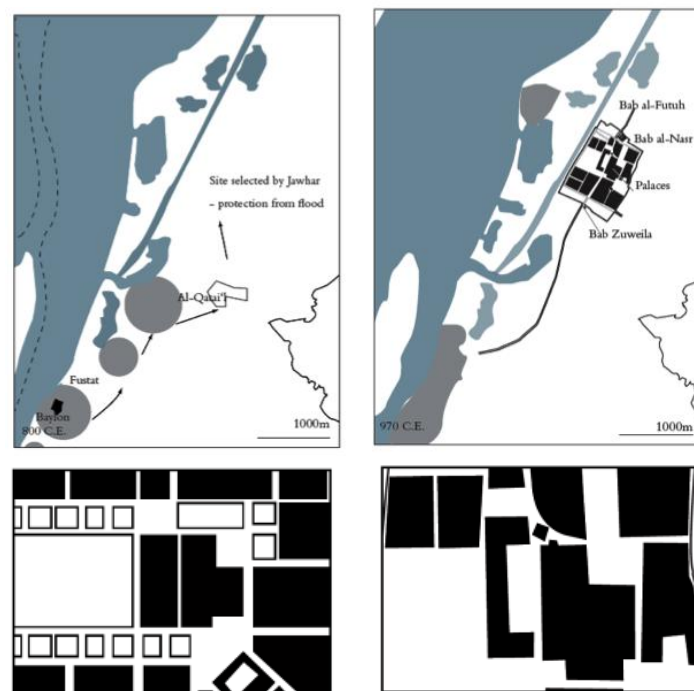 Site selected by Jawhar
– protection from flood
Al-Qatai'i
Fustat
Baylon
800 C.E.
1000m
Bab al-Futuh
Bab al-Nasr
Palaces
Bab Zuweila
970 C.E.
1000m